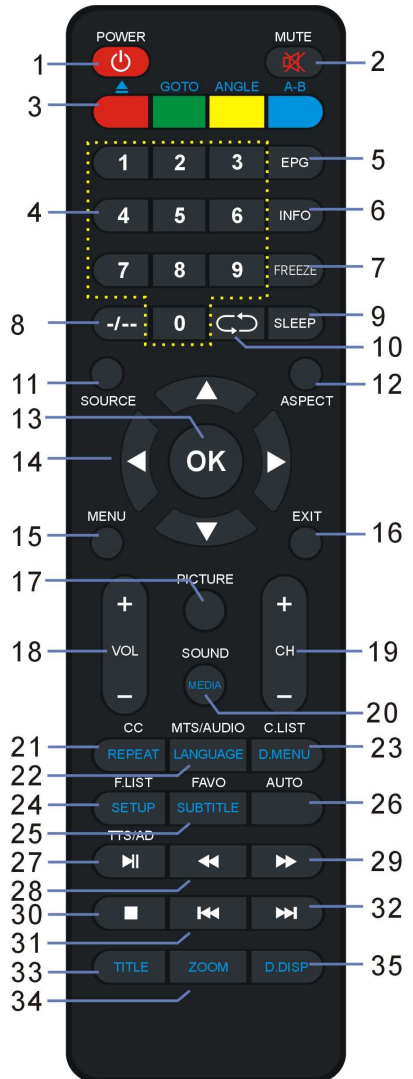 POWER MUTE
1 2
3 GOTO ANGLE A-B
1 2 3 EPG 5
4 4 5 6 INFO 6
7 8 9 FREEZE 7
8 -/-- 0 SLEEP 9
10
11 SOURCE ASPECT 12
13
14 OK
MENU EXIT
15 16
17 PICTURE
+ +
18 VOL SOUND CH 19
- MEDIA -
20
CC MTS/AUDIO C.LIST
21 REPEAT LANGUAGE D.MENU 23
22
F.LIST FAVO AUTO
24 SETUP SUBTITLE 26
25
TTS/AD
27 29
28
30 32
31
33 TITLE ZOOM D.DISP 35
34